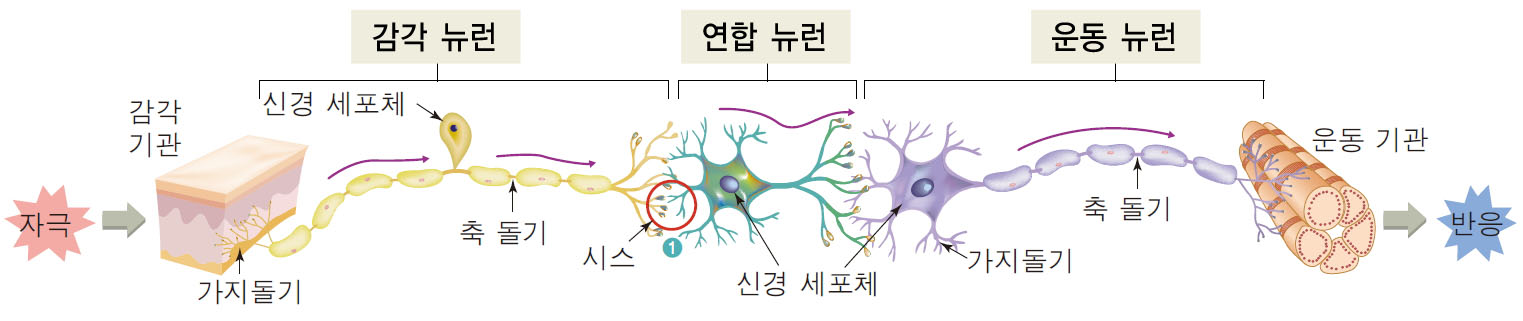 감각 뉴런
연합 뉴런
운동 뉴런
신경 세포체
감각
기관
운동 기관
자극
반응
축 돌기
축 돌기
시스
1
가지돌기
신경 세포체
가지돌기